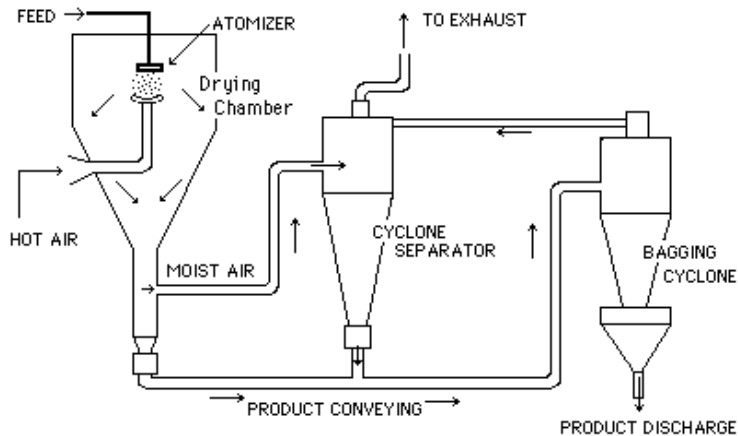 FEED
ATOMIZER
TO EXHAUST
Drying
Chamber
HOT AIR
MOIST AIR
CYCLONE
SEPARATOR
BAGGING
CYCLONE
PRODUCT CONVEYING
PRODUCT DISCHARGE